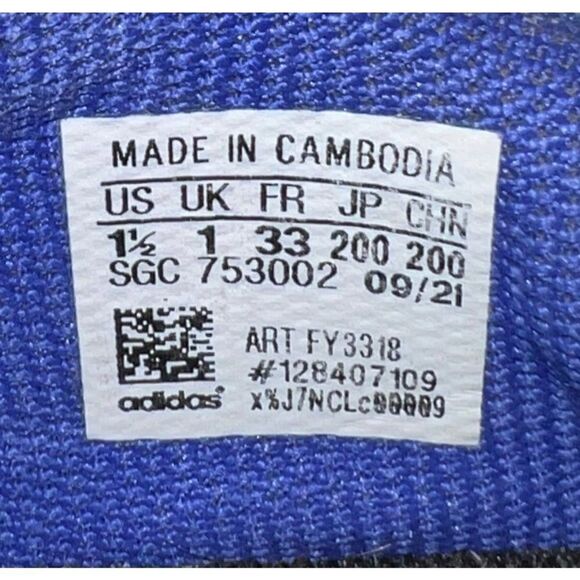 MADE IN CAMBODIA
US UK FR JP CHN
1½ 1 33 200 200
SGC 753002 09/21
ART FY3318
#128407109
adidas